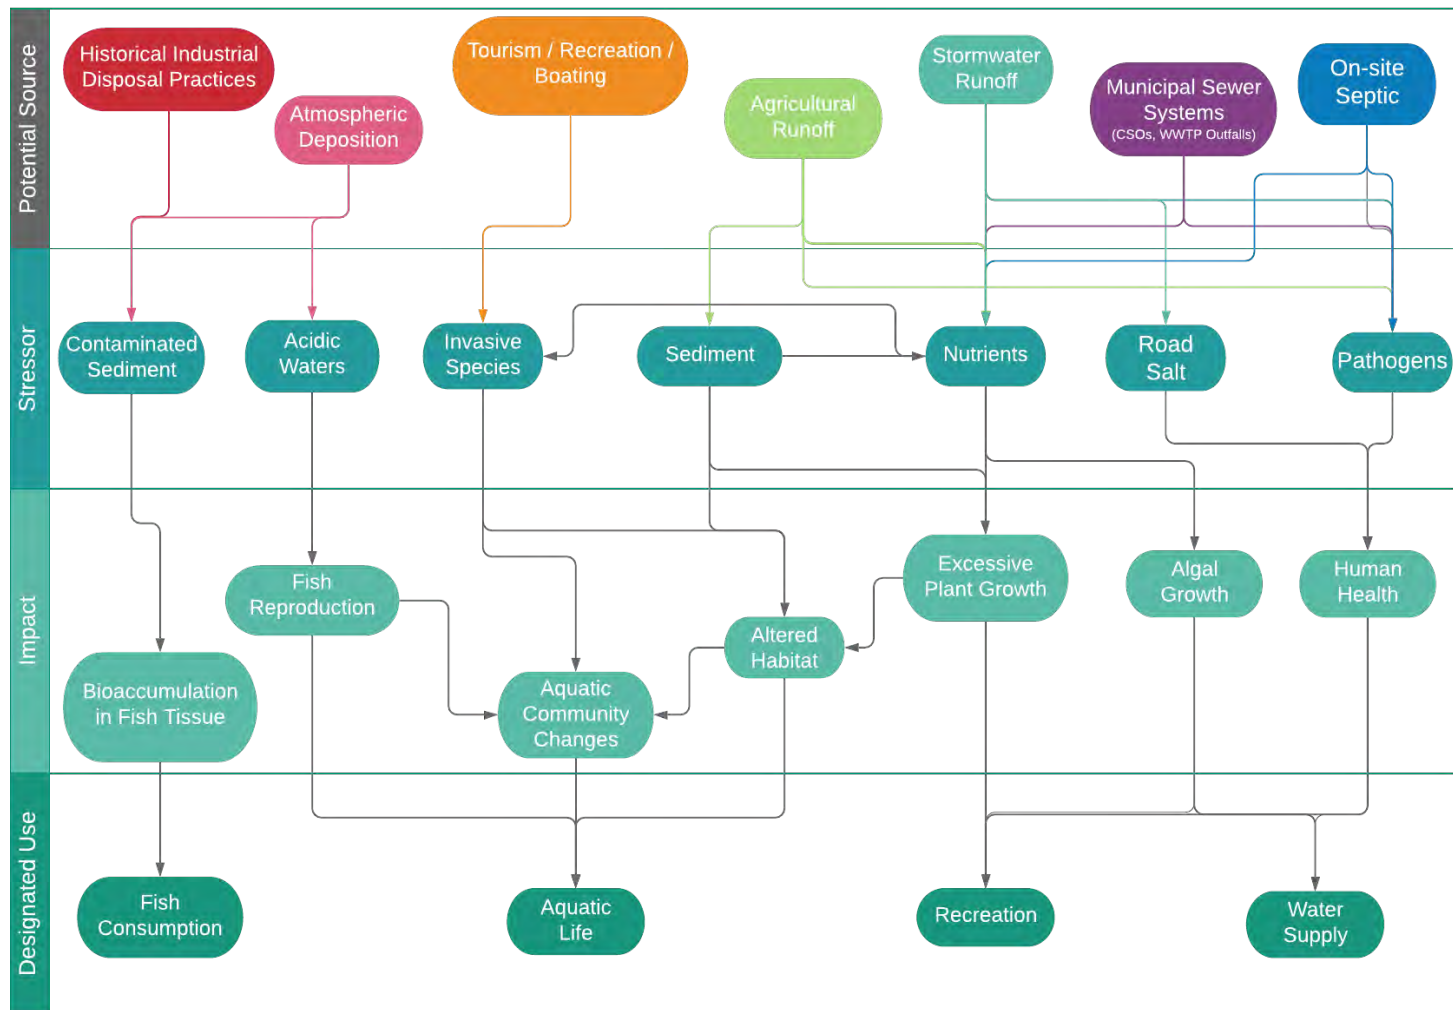 Potential Source
Historical Industrial
Disposal Practices
Atmospheric
Deposition
Tourism / Recreation /
Boating
Agricultural
Runoff
Stormwater
Runoff
Municipal Sewer
Systems
(CSOs, WWTP Outfalls)
On-site
Septic
Stressor
Contaminated
Sediment
Acidic
Waters
Invasive
Species
Sediment
Nutrients
Road
Salt
Pathogens
Impact
Bioaccumulation
in Fish Tissue
Fish
Reproduction
Aquatic
Community
Changes
Altered
Habitat
Excessive
Plant Growth
Algal
Growth
Human
Health
Designated Use
Fish
Consumption
Aquatic
Life
Recreation
Water
Supply